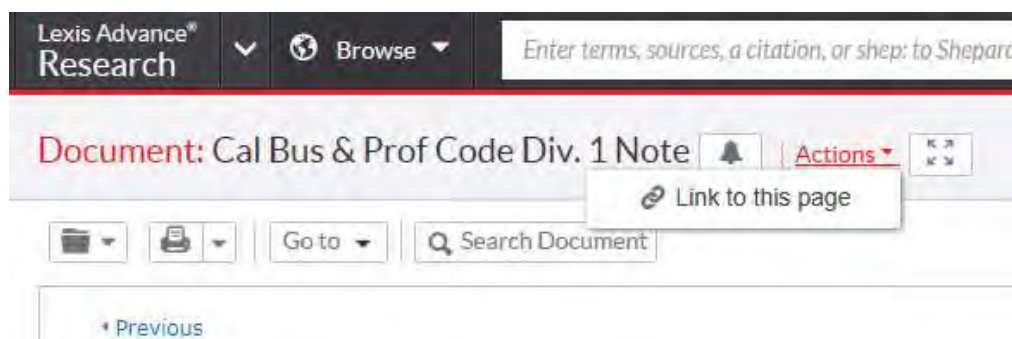 Lexis Advance®
Research
Browse
Enter terms, sources, a citation, or shep: to
Document: Cal Bus & Prof Code Div. 1 Note
Actions
Link to this page
Go to
Search Document
Previous